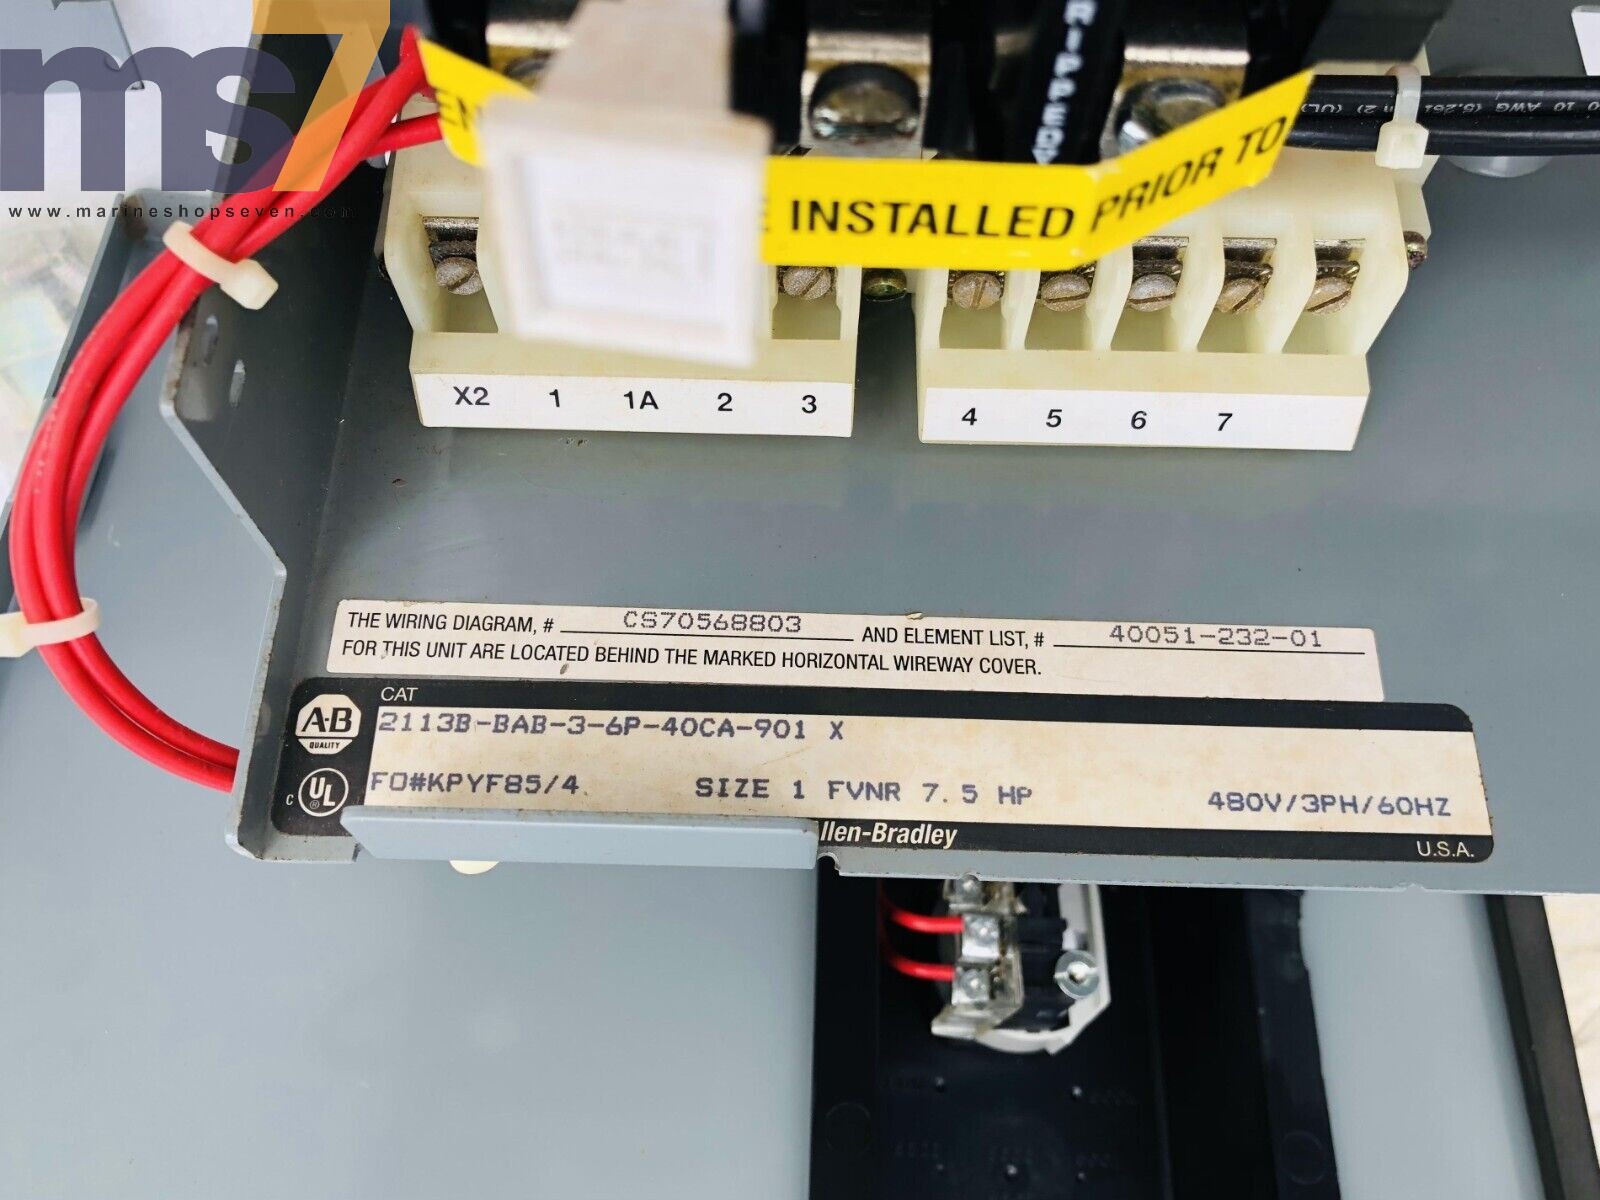 ms7
www.marineshopseven.com
INSTALLED PRIOR TO
10 AWG
X2 1 1A 2 3
4 5 6 7
THE WIRING DIAGRAM, # CS70568803 AND ELEMENT LIST, # 40051-232-01
FOR THIS UNIT ARE LOCATED BEHIND THE MARKED HORIZONTAL WIREWAY COVER.
CAT
A-B
QUALITY
2113B-BAB-3-6P-40CA-901 X
C UL ®
FO#KPYF85/4 SIZE 1 FVNR 7.5 HP 480V/3PH/60HZ
llen-Bradley
U.S.A.